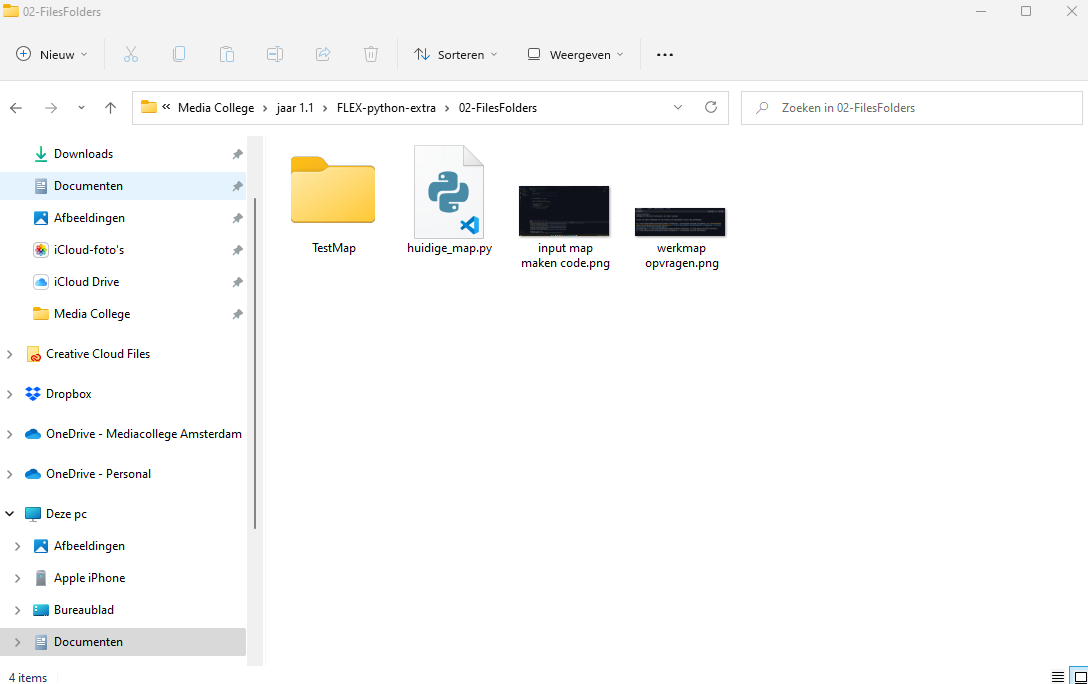 02-FilesFolders
Nieuw
Sorteren
Weergeven
« Media College > jaar 1.1 > FLEX-python-extra > 02-FilesFolders
Zoeken in 02-FilesFolders
Downloads
Documenten
Afbeeldingen
iCloud-foto's
iCloud Drive
Media College
Creative Cloud Files
Dropbox
OneDrive - Mediacollege Amsterdam
OneDrive - Personal
Deze pc
Afbeeldingen
Apple iPhone
Bureaublad
Documenten
TestMap
huidige_map.py
input map
maken code.png
werkmap
opvragen.png
4 items